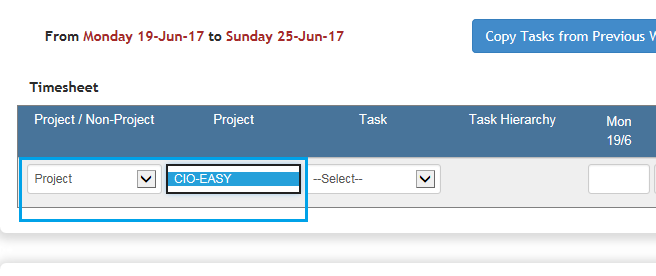 From Monday 19-Jun-17 to Sunday 25-Jun-17
Copy Tasks from Previous W
Timesheet
Project / Non-Project Project Task Task Hierarchy Mon
19/6
Project CIO-EASY --Select--